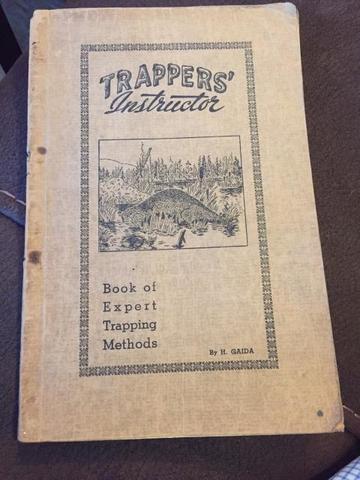 TRAPPERS'
Instructor
Book of
Expert
Trapping
Methods
By H. GAIDA